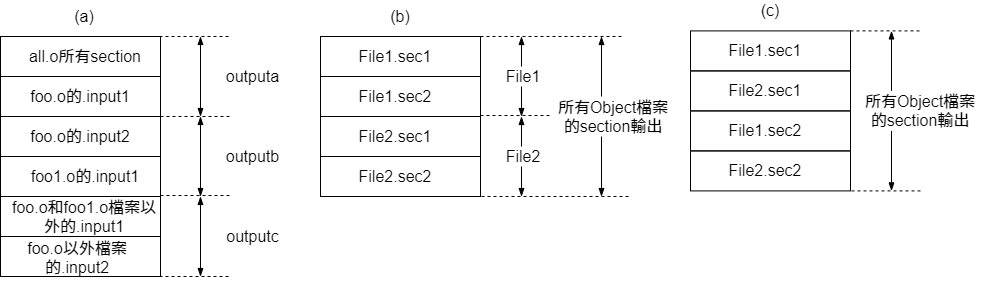 (a)
all.o所有section
foo.o的.input1
foo.o的.input2
foo1.o的.input1
foo.o和foo1.o檔案以
外的.input1
foo.o以外檔案
的.input2
outputa
outputb
outputc
(b)
File1.sec1
File1.sec2
File2.sec1
File2.sec2
File1
File2
所有Object檔案
的section輸出
(c)
File1.sec1
File2.sec1
File1.sec2
File2.sec2
所有Object檔案
的section輸出